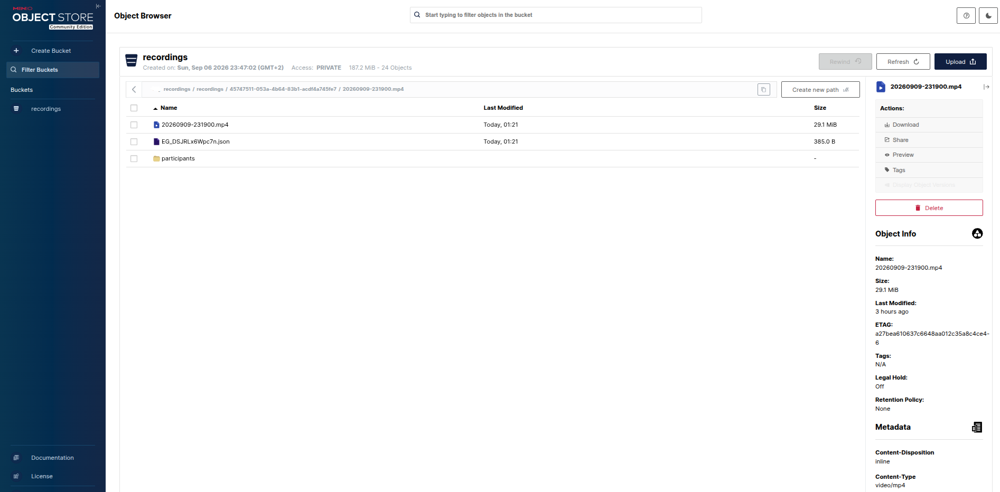 MINIO
OBJECT STORE
Community Edition
Create Bucket
Filter Buckets
Buckets
recordings
Documentation
License
Object Browser
Start typing to filter objects in the bucket
recordings
Created on: Sun, Sep 06 2026 23:47:02 (GMT+2) Access: PRIVATE 187.2 MiB - 24 Objects
Rewind
Refresh
Upload
recordings / recordings / 45747511-053a-4b64-83b1-acdf4a745fe7 / 20260909-231900.mp4
Create new path
Name Last Modified Size
20260909-231900.mp4 Today, 01:21 29.1 MiB
EG_DSJRLx6Wpc7n.json Today, 01:21 385.0 B
participants -
20260909-231900.mp4
Actions:
Download
Share
Preview
Tags
Display Object Versions
Delete
Object Info
Name:
20260909-231900.mp4
Size:
29.1 MiB
Last Modified:
3 hours ago
ETAG:
a27bea610637c6648aa012c35a8c4ce4-
6
Tags:
N/A
Legal Hold:
Off
Retention Policy:
None
Metadata
Content-Disposition
inline
Content-Type
video/mp4